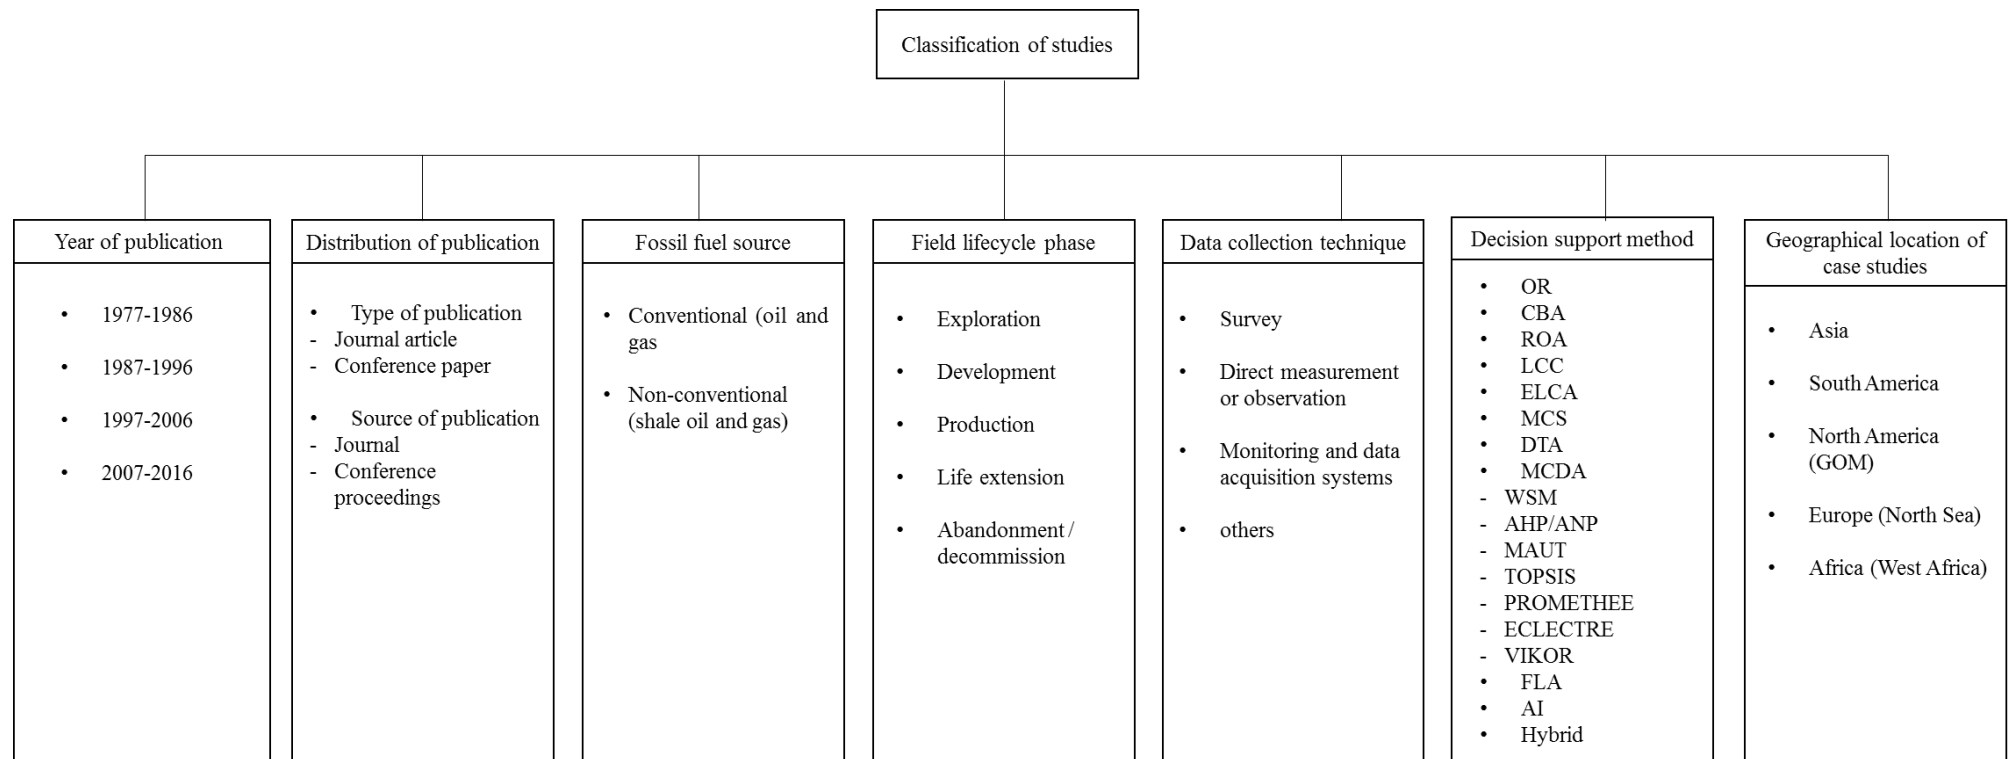 Classification of studies
Year of publication
• 1977-1986
• 1987-1996
• 1997-2006
• 2007-2016
Distribution of publication
• Type of publication
- Journal article
- Conference paper
• Source of publication
- Journal
- Conference
proceedings
Fossil fuel source
• Conventional (oil and
gas
• Non-conventional
(shale oil and gas)
Field lifecycle phase
• Exploration
• Development
• Production
• Life extension
• Abandonment /
decommission
Data collection technique
• Survey
• Direct measurement
or observation
• Monitoring and data
acquisition systems
• others
Decision support method
• OR
• CBA
• ROA
• LCC
• ELCA
• MCS
• DTA
• MCDA
- WSM
- AHP/ANP
- MAUT
- TOPSIS
- PROMETHEE
- ECLECTRE
- VIKOR
• FLA
• AI
• Hybrid
Geographical location of
case studies
• Asia
• South America
• North America
(GOM)
• Europe (North Sea)
• Africa (West Africa)